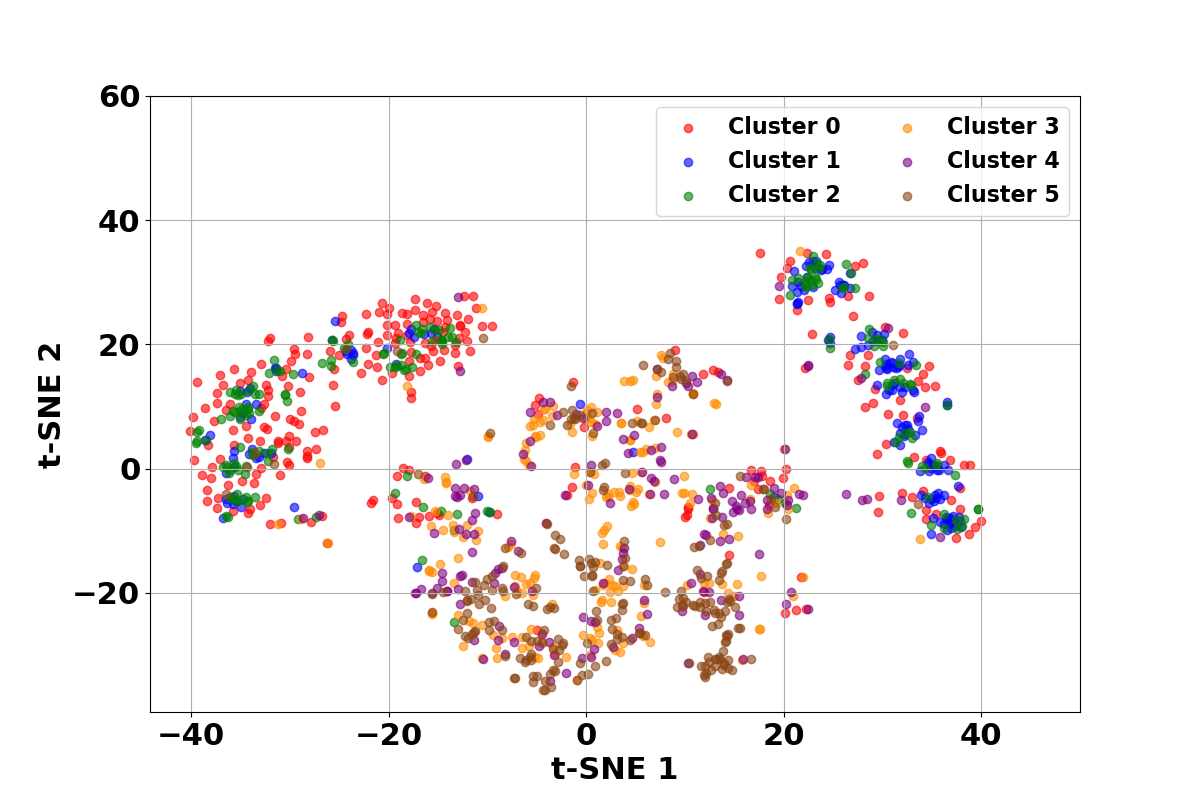 60
40
20
0
−20
−40
−20
0
20
40
t-SNE 2
t-SNE 1
Cluster 0
Cluster 1
Cluster 2
Cluster 3
Cluster 4
Cluster 5